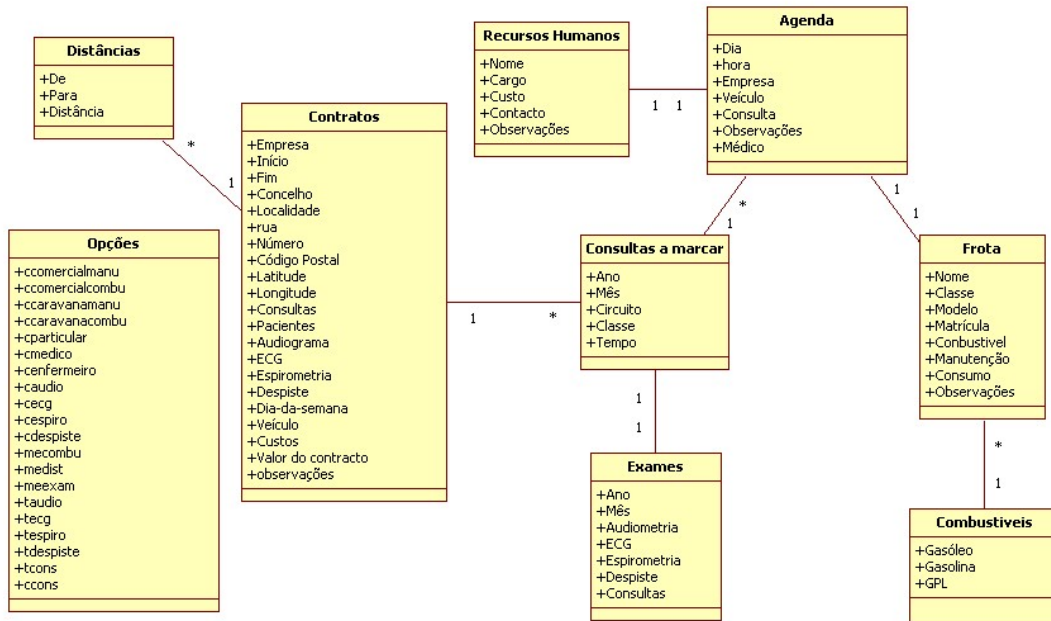 Distâncias
+De
+Para
+Distância
Recursos Humanos
+Nome
+Cargo
+Custo
+Contacto
+Observações
Agenda
+Dia
+hora
+Empresa
+Veículo
+Consulta
+Observações
+Médico
1
1
*
1
Contratos
+Empresa
+Início
+Fim
+Concelho
+Localidade
+rua
+Número
+Código Postal
+Latitude
+Longitude
+Consultas
+Pacientes
+Audiograma
+ECG
+Espirometria
+Despiste
+Dia-da-semana
+Veículo
+Custos
+Valor do contracto
+observações
*
1
1
1
Opções
+ccomercialmanu
+ccomercialcombu
+ccaravanamanu
+ccaravanacombu
+cparticular
+cmedico
+cenfermeiro
+caudio
+cecg
+cespiro
+cdespiste
+mecombu
+medist
+meexam
+taudio
+tecg
+tespiro
+tdespiste
+tcons
+ccons
Consultas a marcar
+Ano
+Mês
+Circuito
+Classe
+Tempo
1
*
Frota
+Nome
+Classe
+Modelo
+Matrícula
+Conbustivel
+Manutenção
+Consumo
+Observações
1
1
Exames
+Ano
+Mês
+Audiometria
+ECG
+Espirometria
+Despiste
+Consultas
*
1
Combustiveis
+Gasóleo
+Gasolina
+GPL